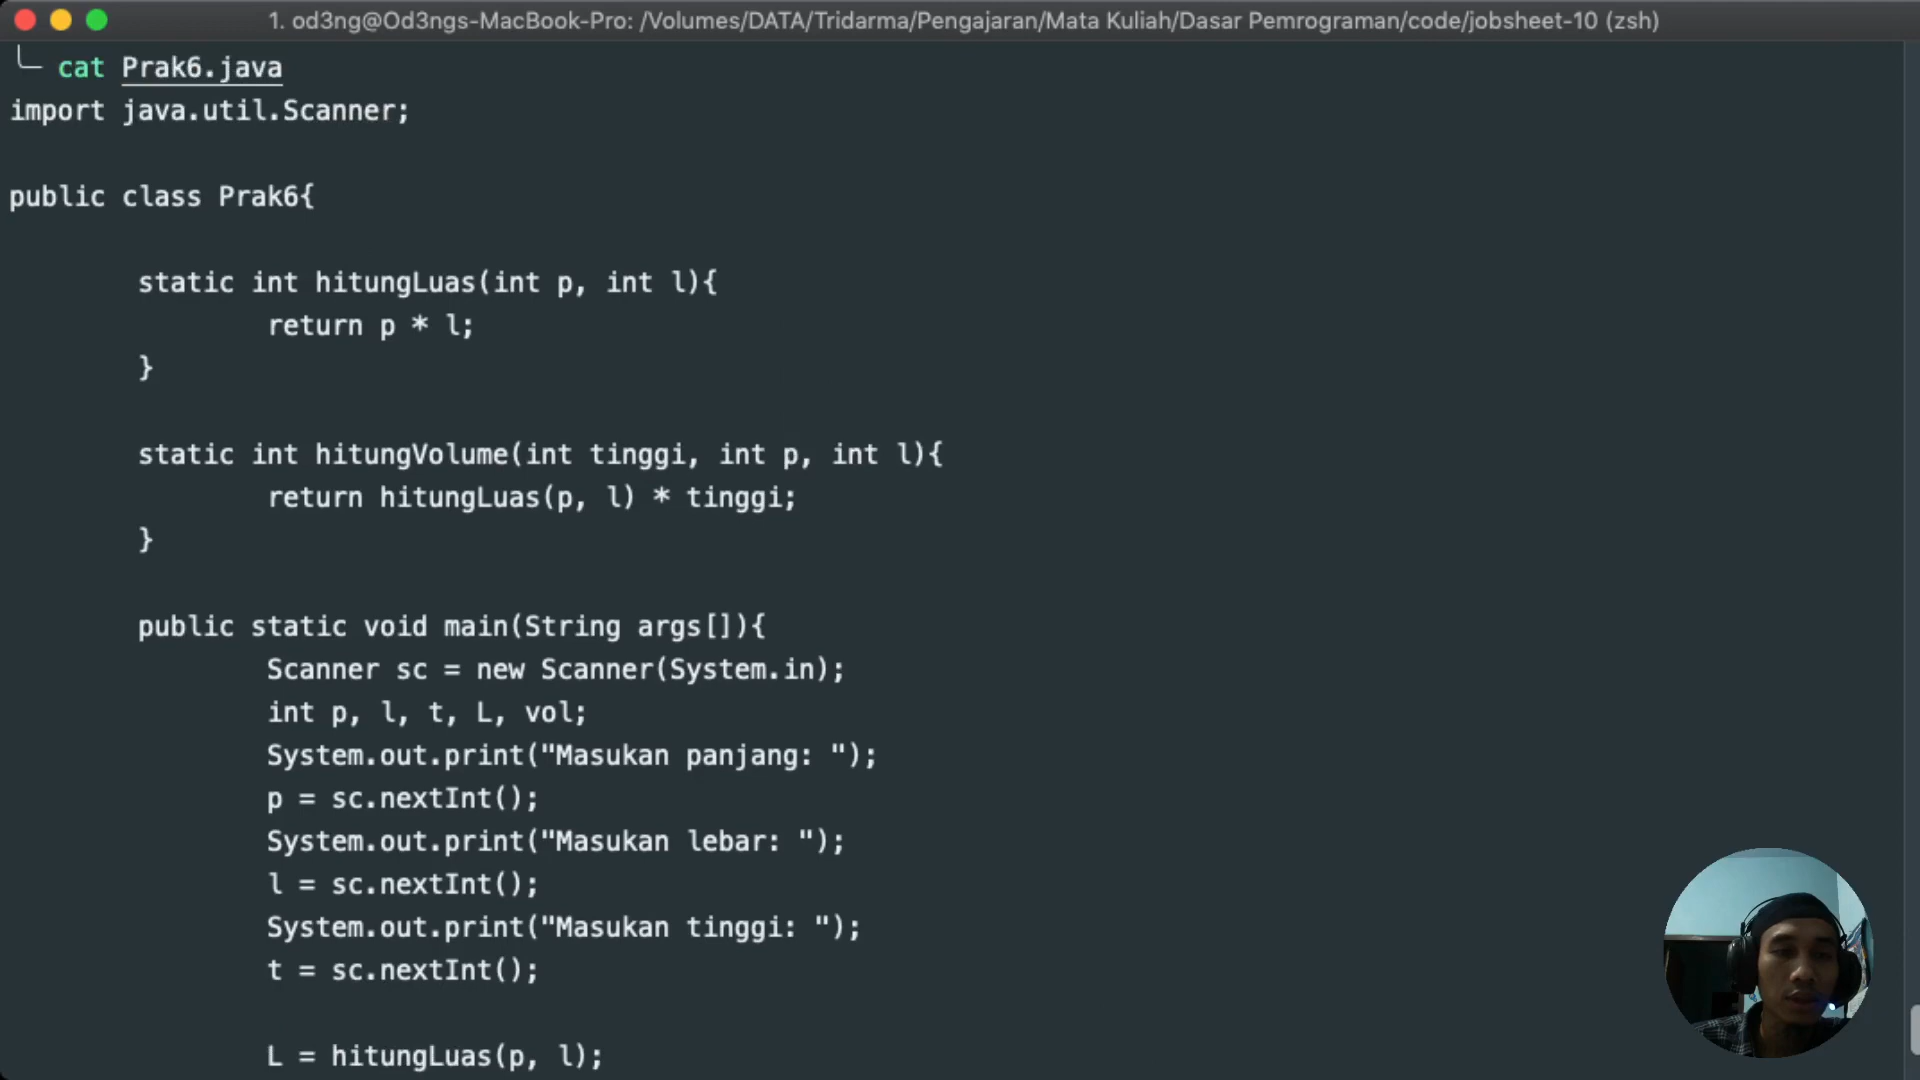 1. od3ng@Od3ngs-MacBook-Pro: /Volumes/DATA/Tridarma/Pengajaran/Mata Kuliah/Dasar Pemrograman/code/jobsheet-10 (zsh)
cat Prak6.java
import java.util.Scanner;
public class Prak6{
static int hitungLuas(int p, int l){
return p * l;
}
static int hitungVolume(int tinggi, int p, int l){
return hitungLuas(p, l) * tinggi;
}
public static void main(String args[]){
Scanner sc = new Scanner(System.in);
int p, l, t, L, vol;
System.out.print("Masukan panjang: ");
p = sc.nextInt();
System.out.print("Masukan lebar: ");
l = sc.nextInt();
System.out.print("Masukan tinggi: ");
t = sc.nextInt();
L = hitungLuas(p, l);